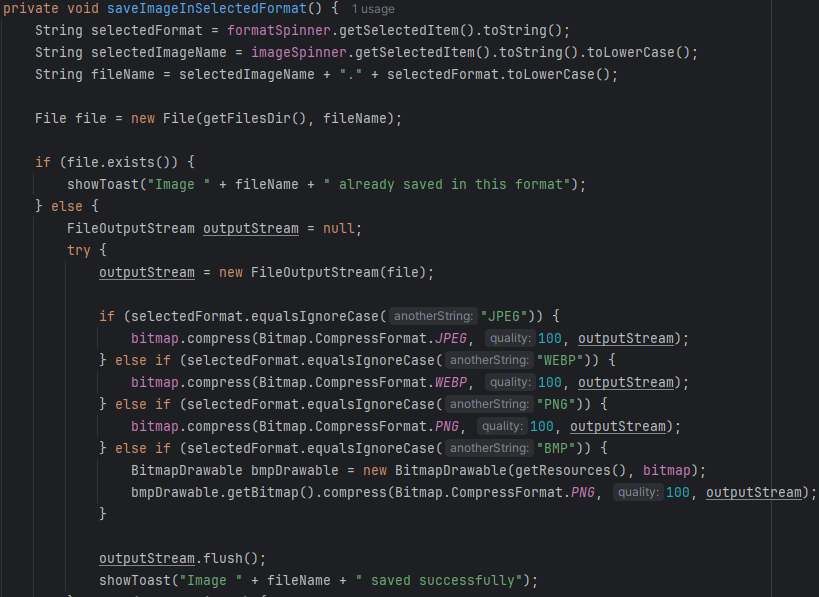 private void saveImageInSelectedFormat() { 1 usage
String selectedFormat = formatSpinner.getSelectedItem().toString();
String selectedImageName = imageSpinner.getSelectedItem().toString().toLowerCase();
String fileName = selectedImageName + "." + selectedFormat.toLowerCase();
File file = new File(getFilesDir(), fileName);
if (file.exists()) {
showToast("Image " + fileName + " already saved in this format");
} else {
FileOutputStream outputStream = null;
try {
outputStream = new FileOutputStream(file);
if (selectedFormat.equalsIgnoreCase( anotherString: "JPEG")) {
bitmap.compress(Bitmap.CompressFormat.JPEG, quality: 100, outputStream);
} else if (selectedFormat.equalsIgnoreCase( anotherString: "WEBP")) {
bitmap.compress(Bitmap.CompressFormat.WEBP, quality: 100, outputStream);
} else if (selectedFormat.equalsIgnoreCase( anotherString: "PNG")) {
bitmap.compress(Bitmap.CompressFormat.PNG, quality: 100, outputStream);
} else if (selectedFormat.equalsIgnoreCase( anotherString: "BMP")) {
BitmapDrawable bmpDrawable = new BitmapDrawable(getResources(), bitmap);
bmpDrawable.getBitmap().compress(Bitmap.CompressFormat.PNG, quality: 100, outputStream);
}
outputStream.flush();
showToast("Image " + fileName + " saved successfully");